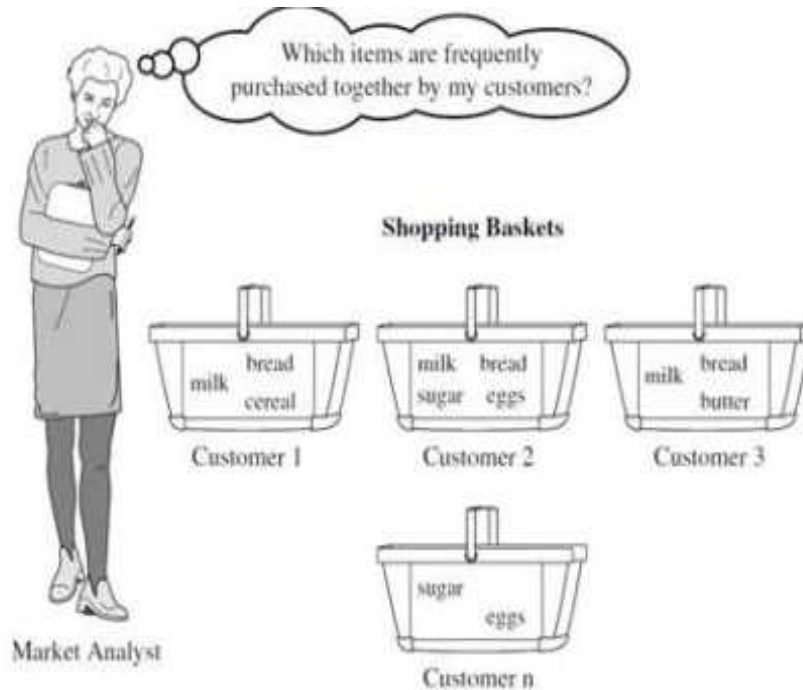 Which items are frequently
purchased together by my customers?
Shopping Baskets
milk
bread
cereal
Customer 1
milk bread
sugar eggs
Customer 2
milk
bread
butter
Customer 3
sugar
eggs
Customer n
Market Analyst